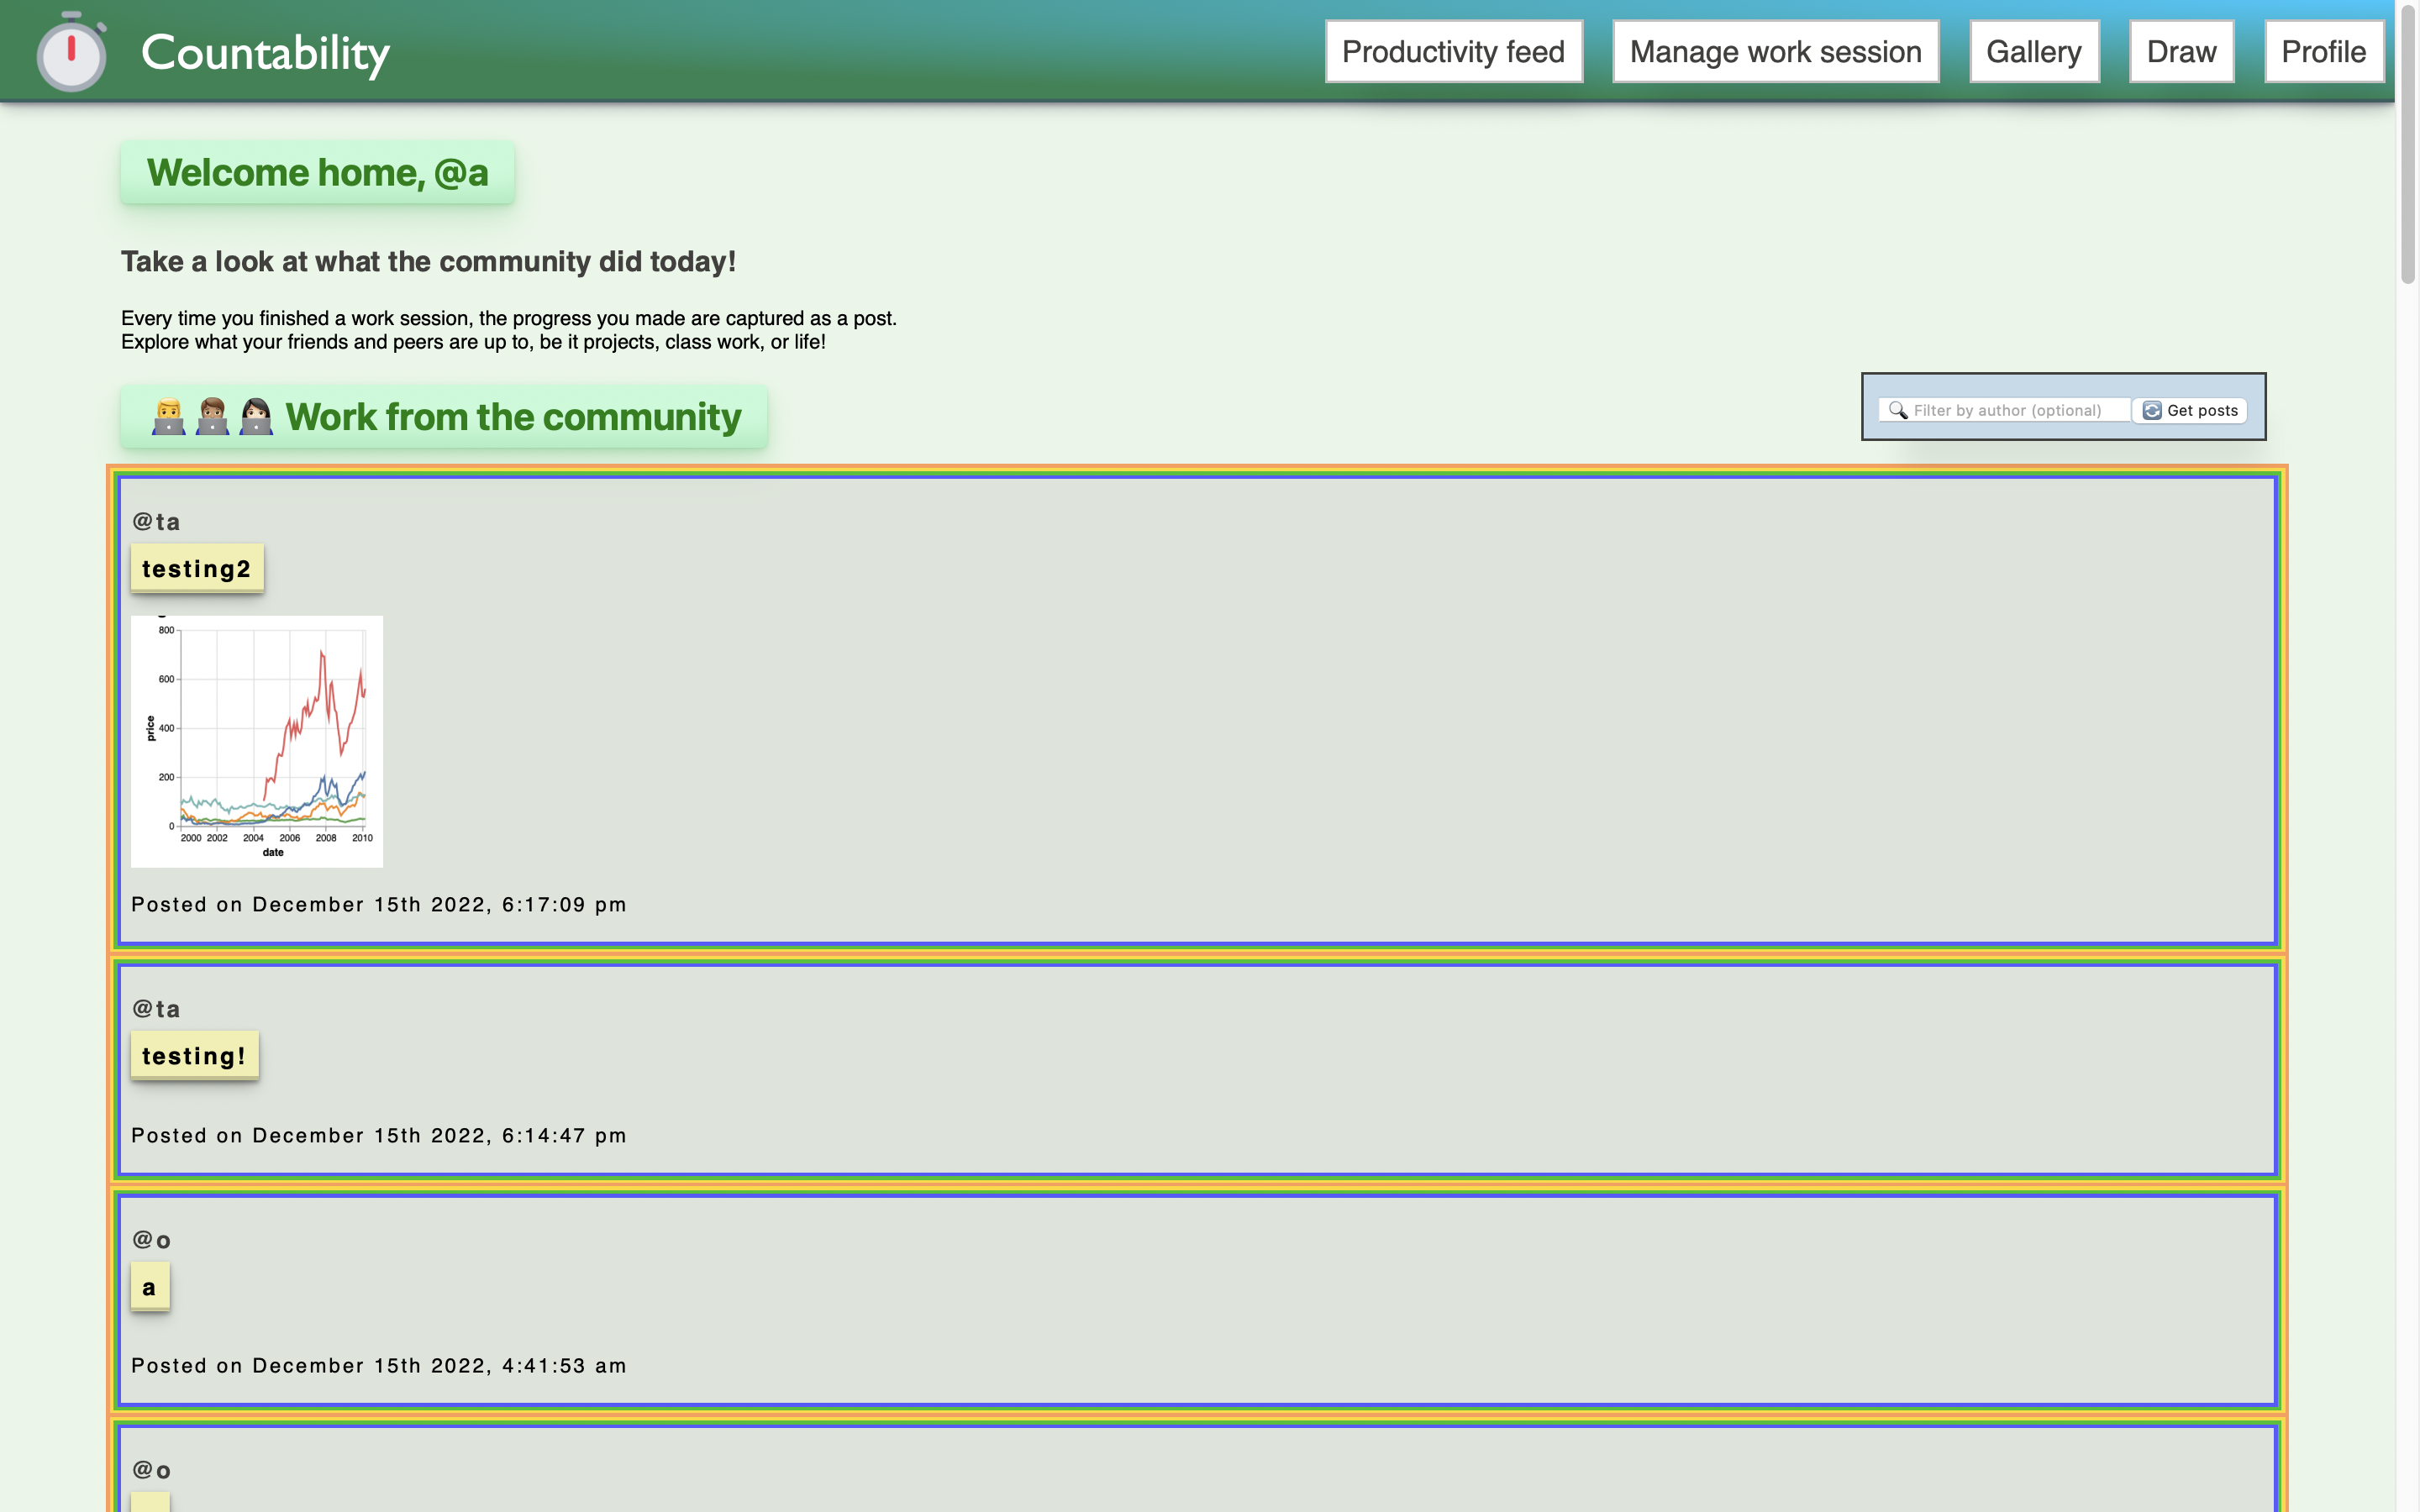 Countability
Productivity feed
Manage work session
Gallery
Draw
Profile
Welcome home, @a
Take a look at what the community did today!
Every time you finished a work session, the progress you made are captured as a post.
Explore what your friends and peers are up to, be it projects, class work, or life!
Work from the community
Filter by author (optional)
Get posts
@ta
testing2
800
600
400
200
0
price
2000 2002 2004 2006 2008 2010
date
Posted on December 15th 2022, 6:17:09 pm
@ta
testing!
Posted on December 15th 2022, 6:14:47 pm
@o
a
Posted on December 15th 2022, 4:41:53 am
@o